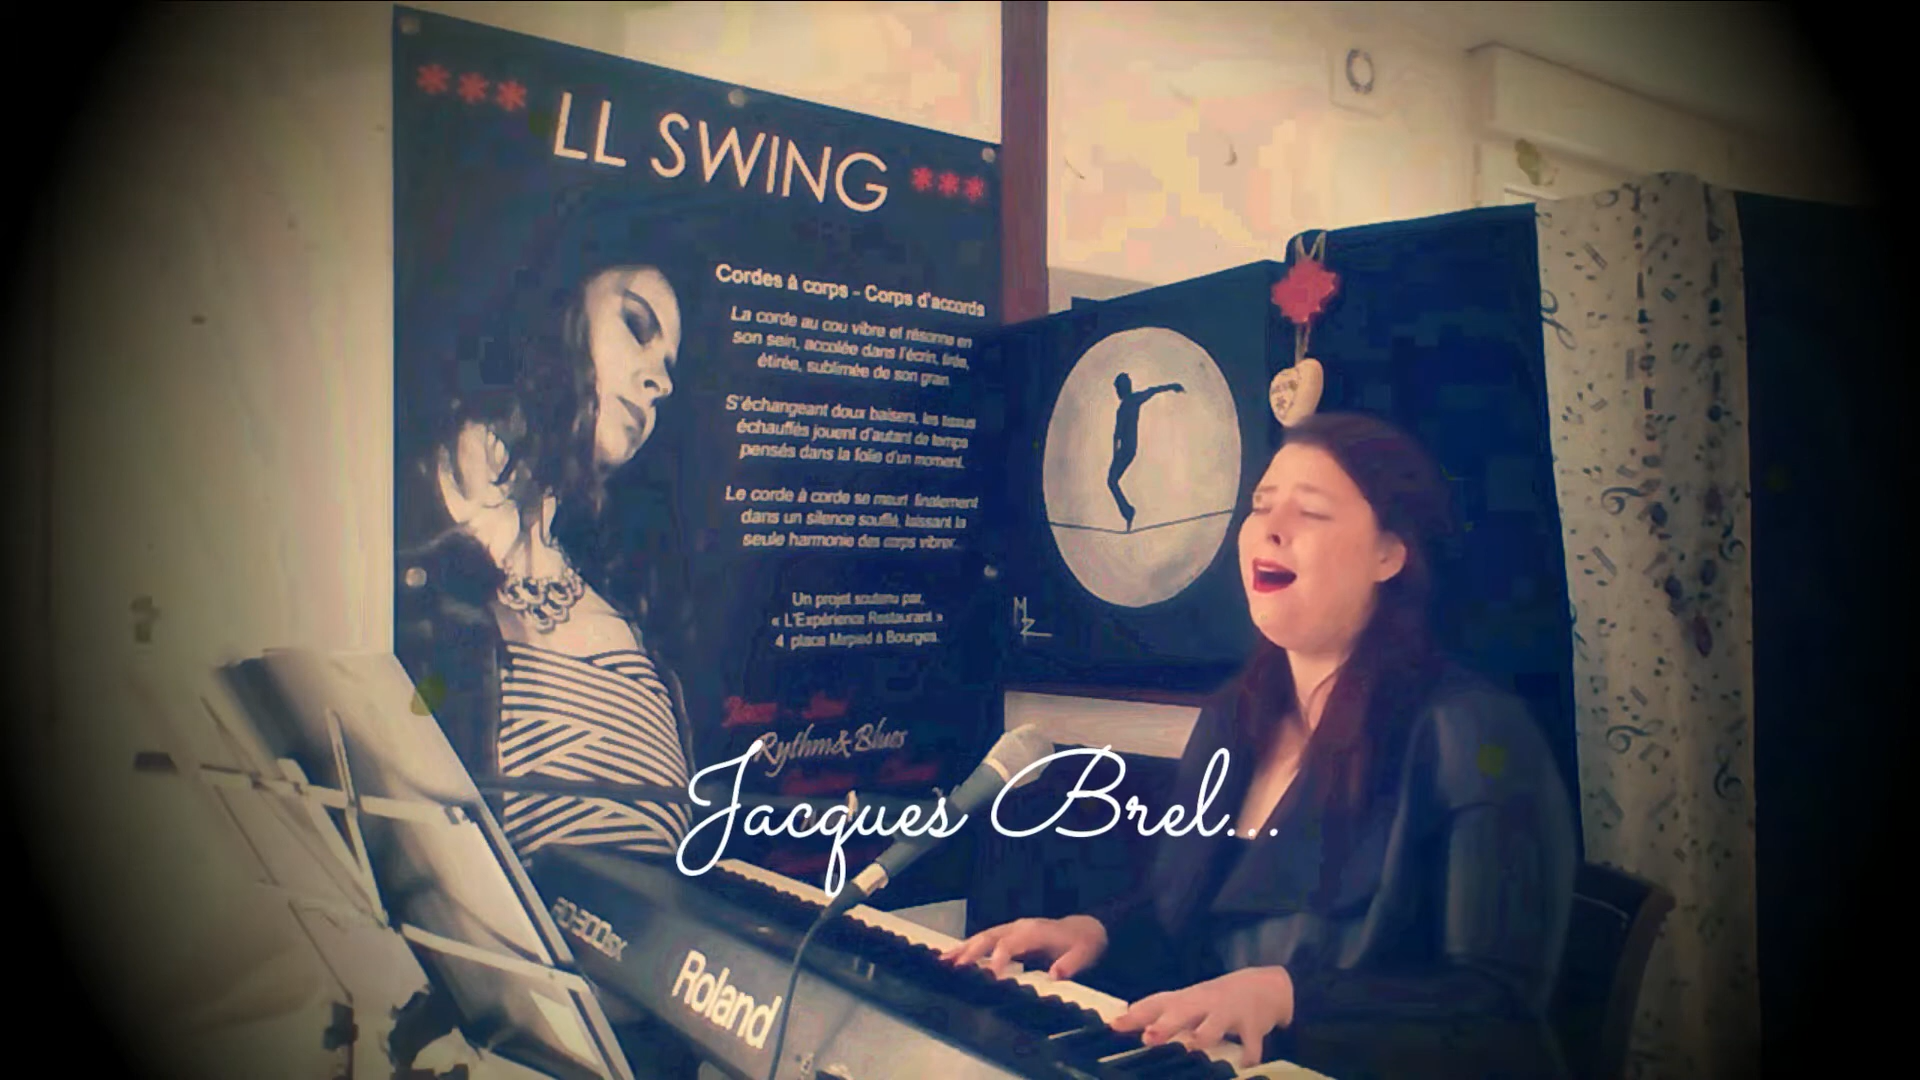 *** LL SWING ***
Cordes à corps - Corps d'accords
La corde au cou vibre et résonne en
son sein, accolée dans l'écrin, tirée,
étirée, sublimée de son grain.
S'échangeant doux baisers, les tissus
échauffés jouent d'autant de temps
pensés dans la folie d'un moment.
Le corde à corde se meurt finalement
dans un silence soufflé, laissant la
seule harmonie des corps vibrer...
Un projet soutenu par,
« L'Expérience Restaurant »
4 place Mirpied à Bourges.
Rythm & Blues
MZ
Jacques Brel...
RD-300SX
Roland